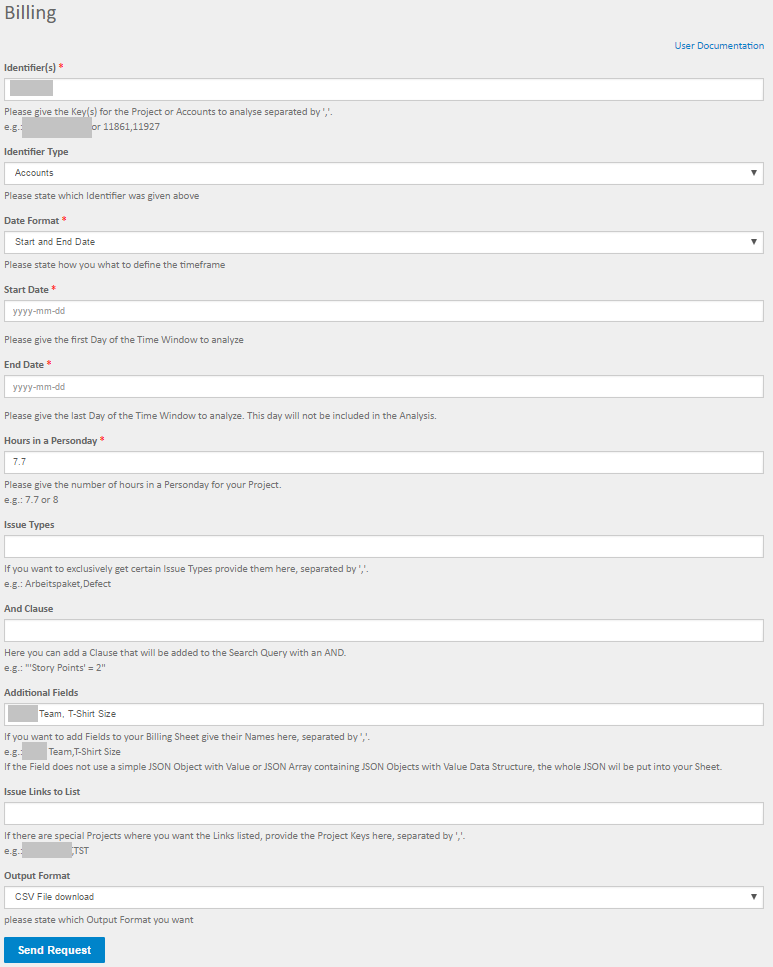 Billing
User Documentation
Identifier(s) *
Please give the Key(s) for the Project or Accounts to analyse separated by ','.
e.g.: or 11861,11927
Identifier Type
Accounts
Please state which Identifier was given above
Date Format *
Start and End Date
Please state how you what to define the timeframe
Start Date *
yyyy-mm-dd
Please give the first Day of the Time Window to analyze
End Date *
yyyy-mm-dd
Please give the last Day of the Time Window to analyze. This day will not be included in the Analysis.
Hours in a Personday *
7.7
Please give the number of hours in a Personday for your Project.
e.g.: 7.7 or 8
Issue Types
If you want to exclusively get certain Issue Types provide them here, separated by ','.
e.g.: Arbeitspaket,Defect
And Clause
Here you can add a Clause that will be added to the Search Query with an AND.
e.g.: "'Story Points' = 2"
Additional Fields
Team, T-Shirt Size
If you want to add Fields to your Billing Sheet give their Names here, separated by ','.
e.g.: Team,T-Shirt Size
If the Field does not use a simple JSON Object with Value or JSON Array containing JSON Objects with Value Data Structure, the whole JSON wil be put into your Sheet.
Issue Links to List
If there are special Projects where you want the Links listed, provide the Project Keys here, separated by ','.
e.g.: ,TST
Output Format
CSV File download
please state which Output Format you want
Send Request